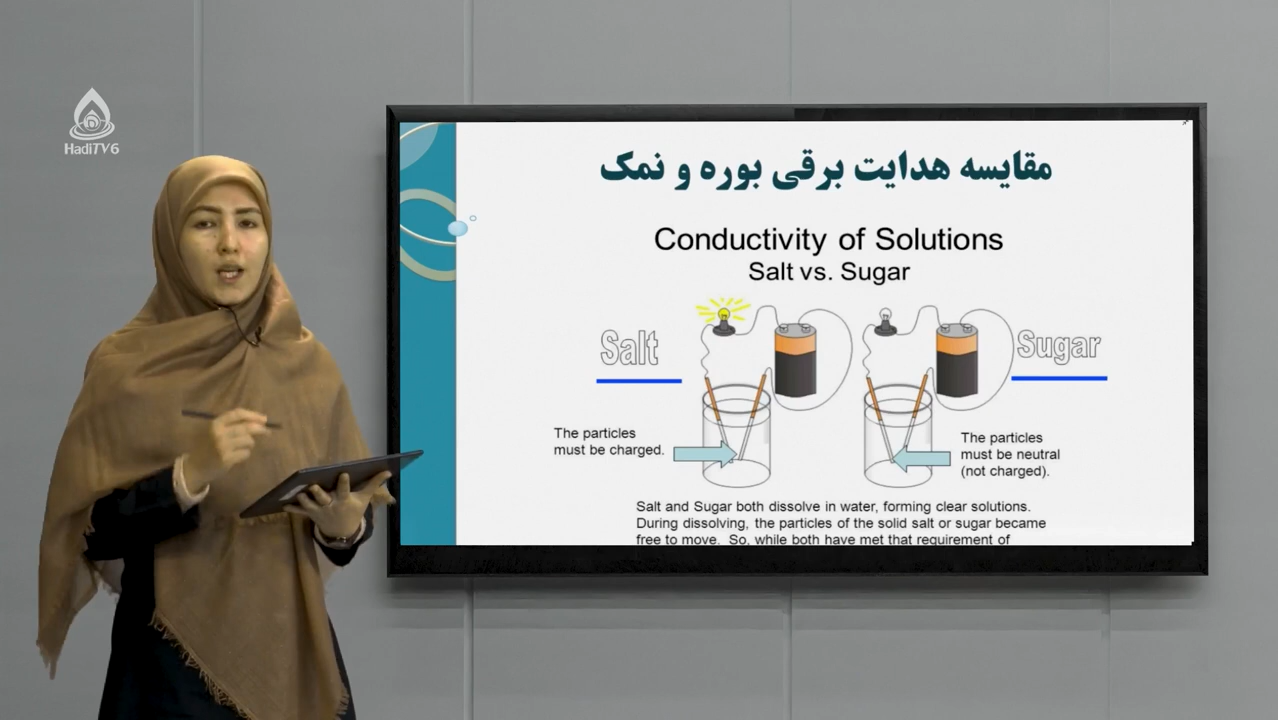 HadiTV6
مقایسه هدایت برقی بوره و نمک
Conductivity of Solutions
Salt vs. Sugar
Salt
Sugar
The particles
must be charged.
The particles
must be neutral
(not charged).
Salt and Sugar both dissolve in water, forming clear solutions.
During dissolving, the particles of the solid salt or sugar became
free to move. So, while both have met that requirement of